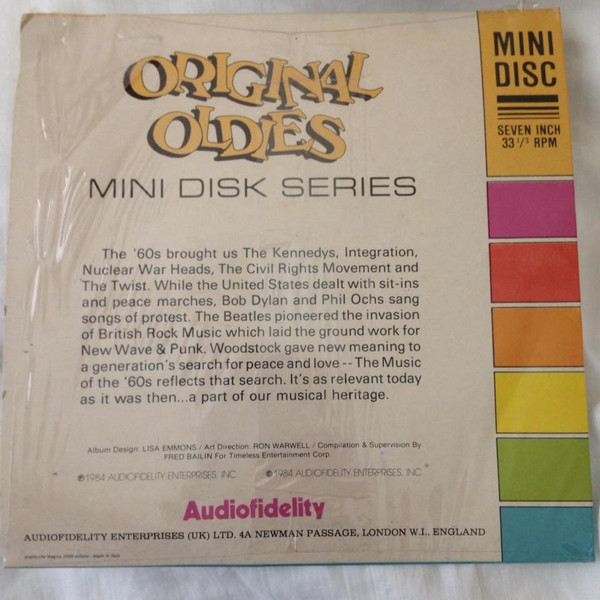 ORIGINAL
OLDIES
MINI DISK SERIES
MINI
DISC
SEVEN INCH
33 1/3 RPM
The '60s brought us The Kennedys, Integration,
Nuclear War Heads, The Civil Rights Movement and
The Twist. While the United States dealt with sit-ins
and peace marches, Bob Dylan and Phil Ochs sang
songs of protest. The Beatles pioneered the invasion
of British Rock Music which laid the ground work for
New Wave & Punk. Woodstock gave new meaning to
a generation's search for peace and love -- The Music
of the '60s reflects that search. It's as relevant today
as it was then...a part of our musical heritage.
Album Design: LISA EMMONS / Art Direction: RON WARWELL / Compilation & Supervision By
FRED BAILIN For Timeless Entertainment Corp.
℗1984 AUDIOFIDELITY ENTERPRISES, INC. ©1984 AUDIOFIDELITY ENTERPRISES, INC.
Audiofidelity
AUDIOFIDELITY ENTERPRISES (UK) LTD. 4A NEWMAN PASSAGE, LONDON W.I., ENGLAND